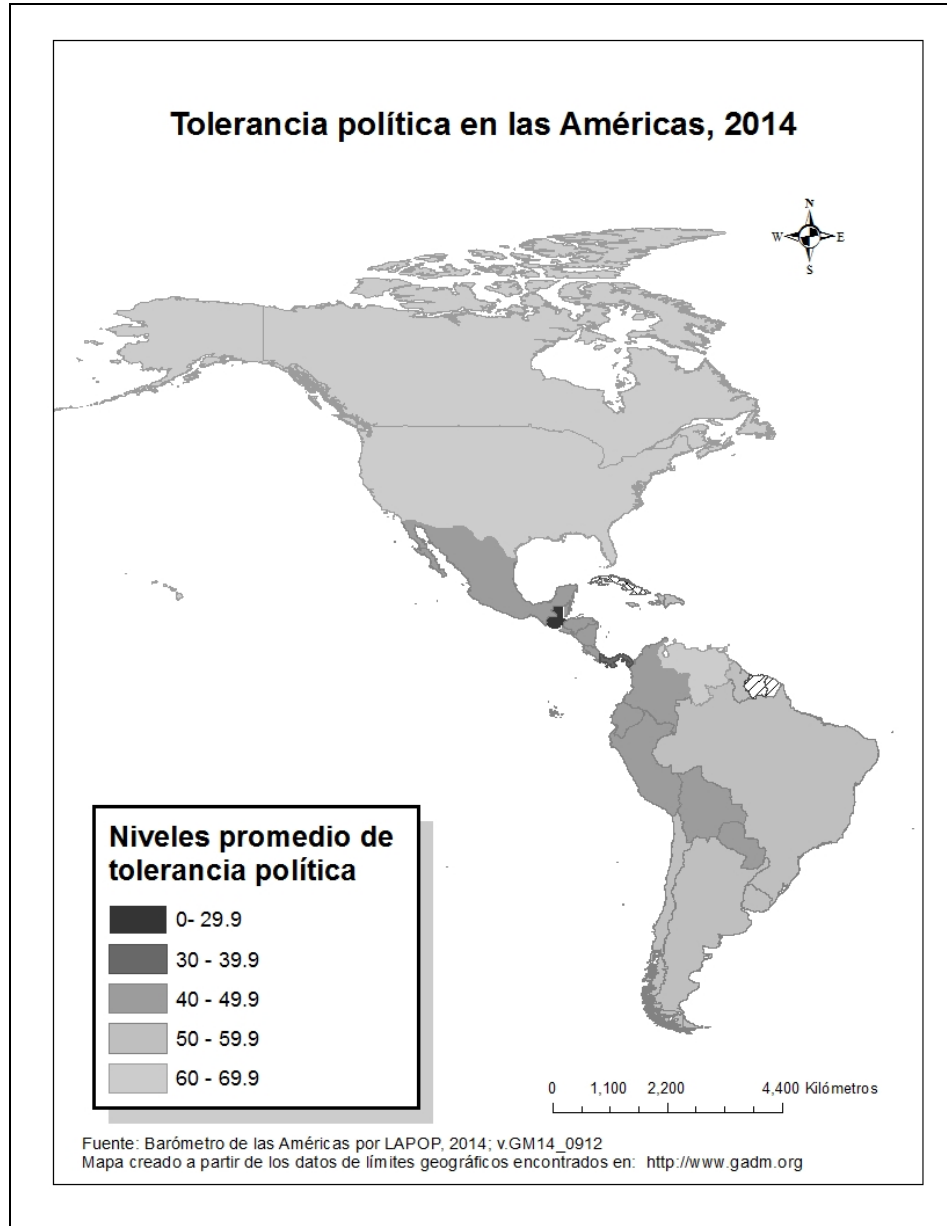 Tolerancia política en las Américas, 2014
N
W E
S
Niveles promedio de
tolerancia política
0- 29.9
30 - 39.9
40 - 49.9
50 - 59.9
60 - 69.9
0 1,100 2,200 4,400 Kilómetros
Fuente: Barómetro de las Américas por LAPOP, 2014; v.GM14_0912
Mapa creado a partir de los datos de límites geográficos encontrados en: http://www.gadm.org